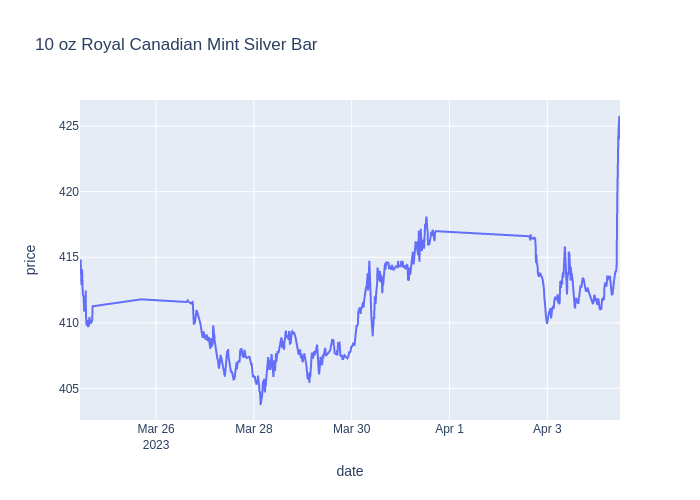 10 oz Royal Canadian Mint Silver Bar
425
420
415
410
405
price
Mar 26
2023
Mar 28
Mar 30
Apr 1
Apr 3
date